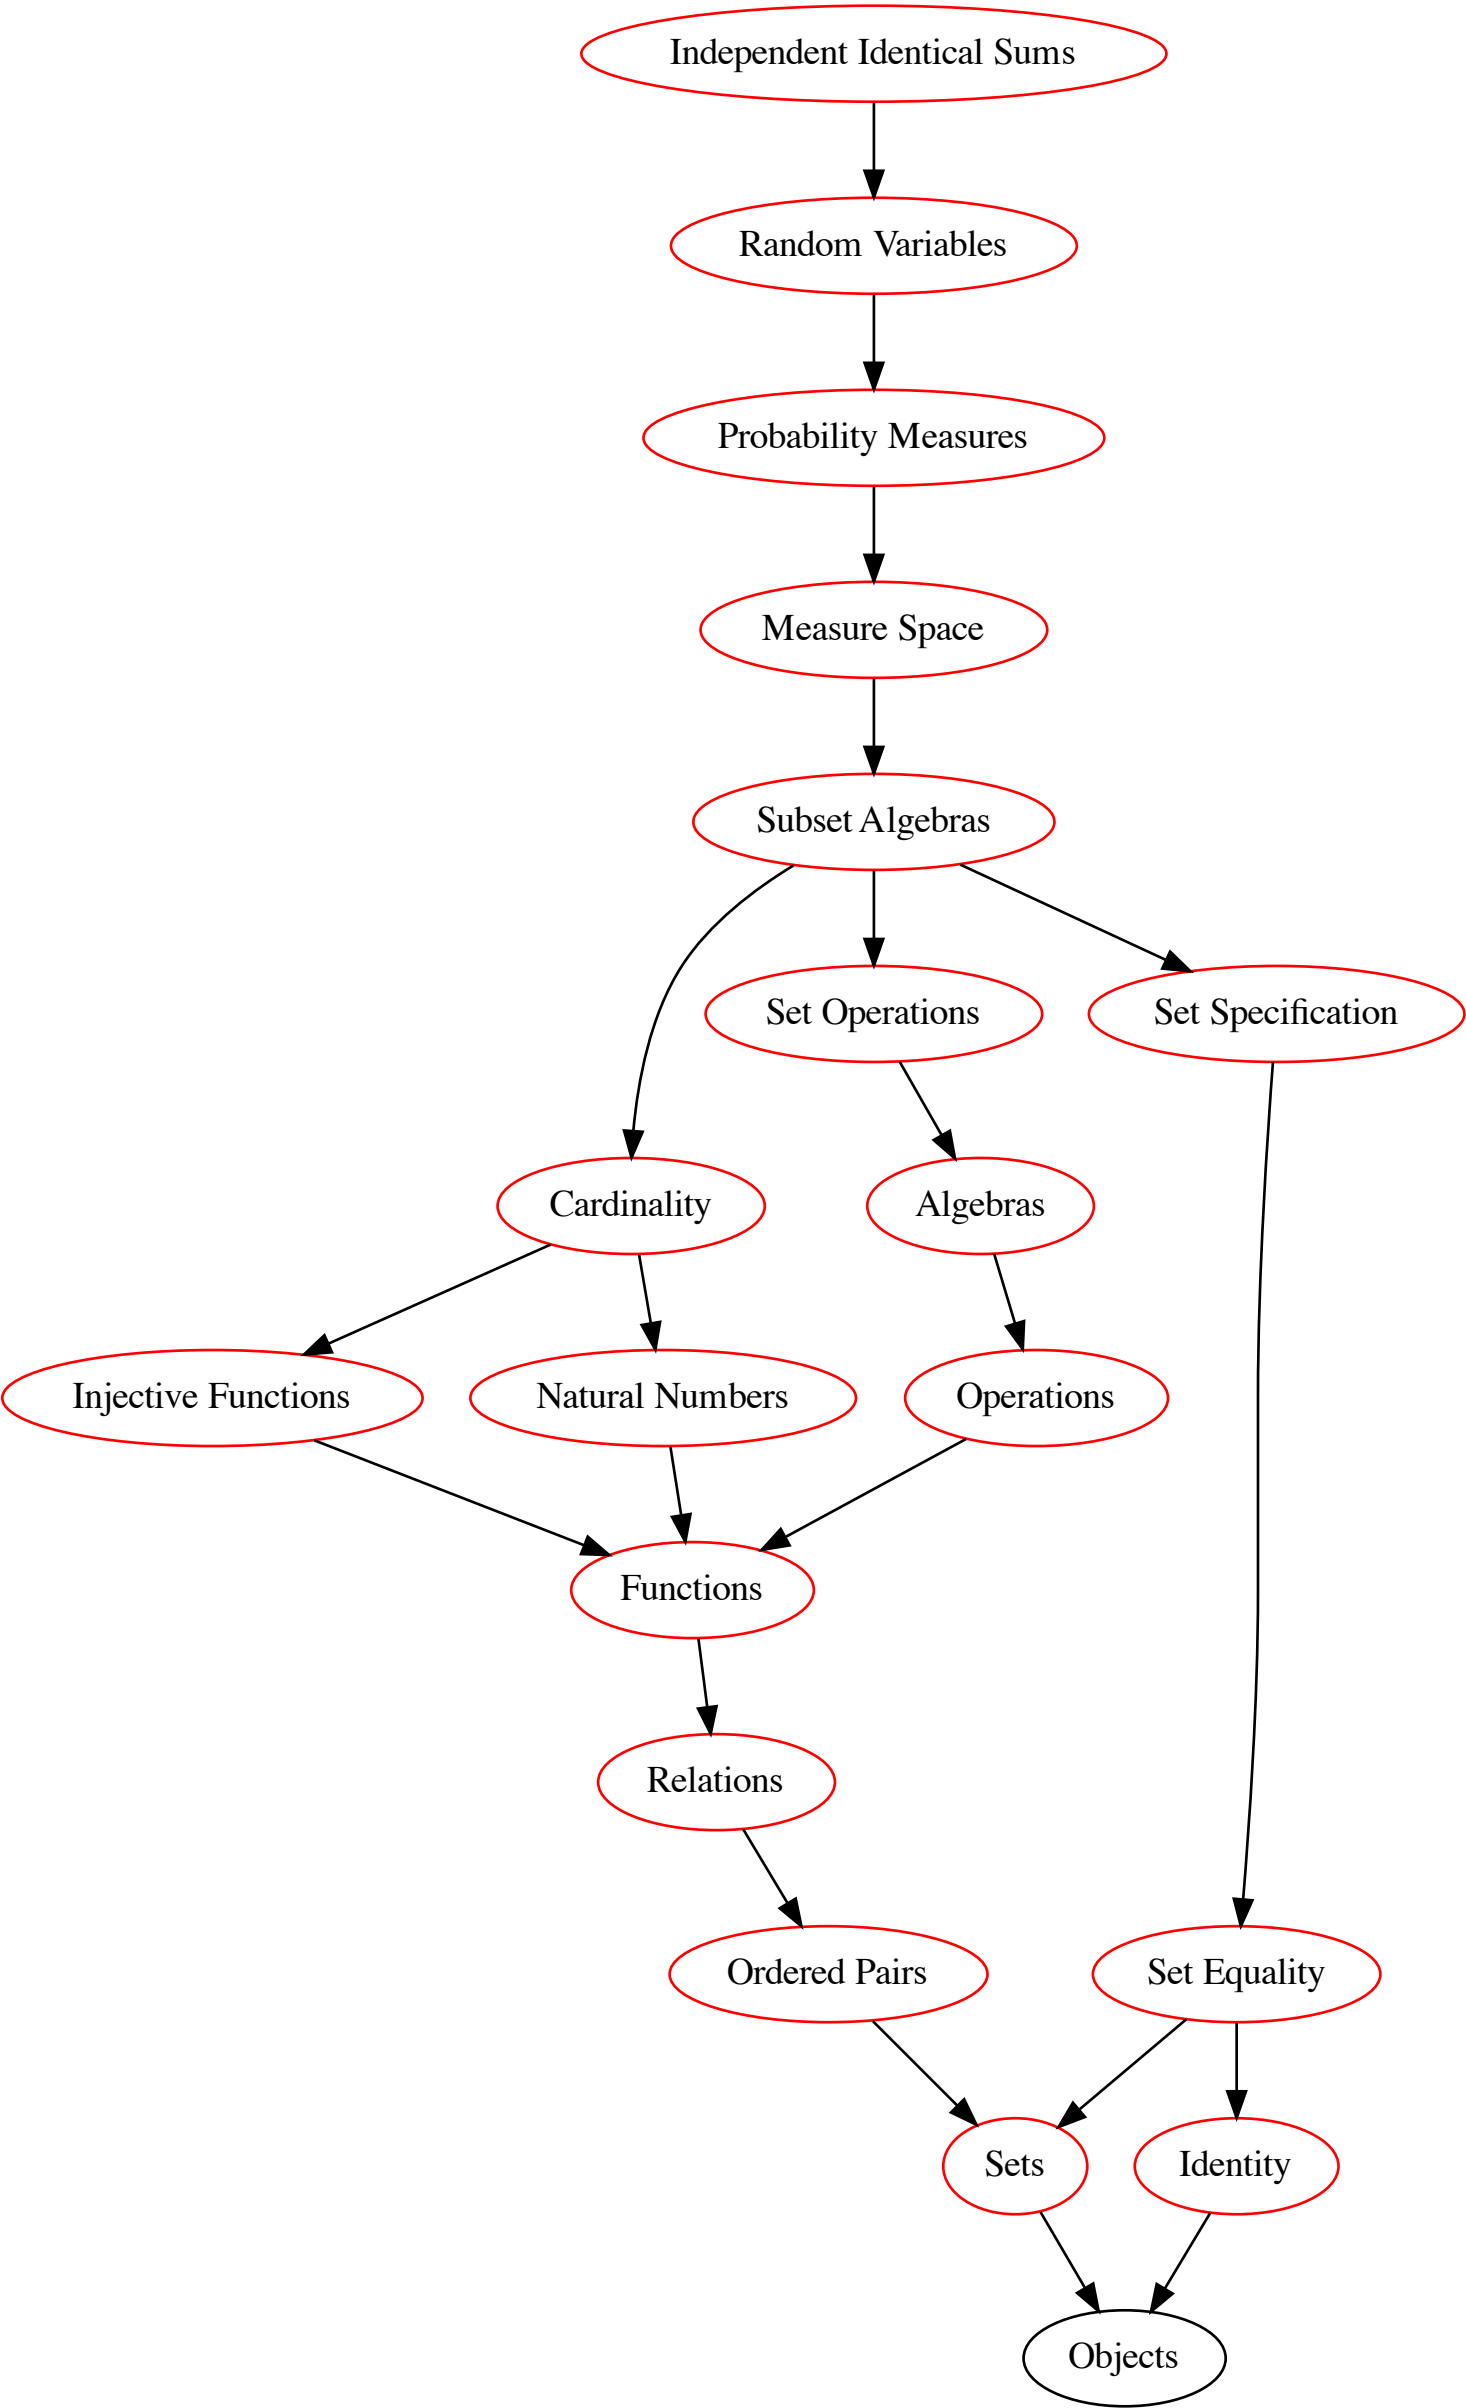 Independent Identical Sums
Random Variables
Probability Measures
Measure Space
Subset Algebras
Set Operations
Set Specification
Cardinality
Algebras
Injective Functions
Natural Numbers
Operations
Functions
Relations
Ordered Pairs
Set Equality
Sets
Identity
Objects